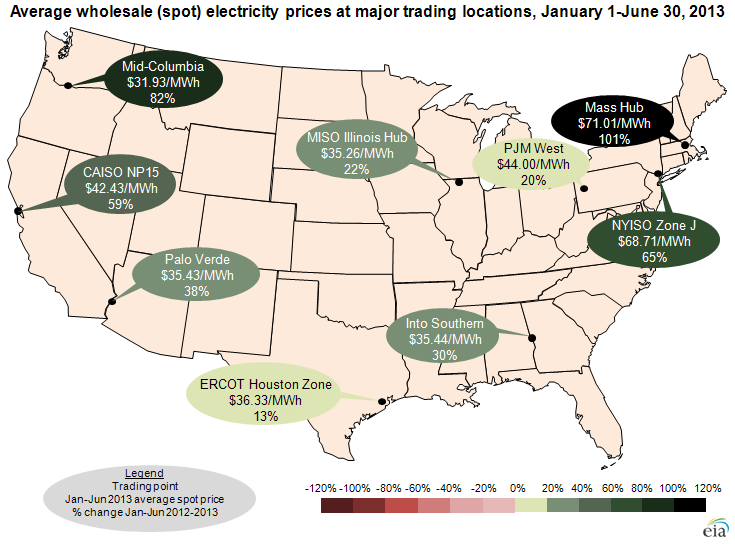 Average wholesale (spot) electricity prices at major trading locations, January 1-June 30, 2013
Mid-Columbia
$31.93/MWh
82%
Mass Hub
$71.01/MWh
101%
MISO Illinois Hub
$35.26/MWh
22%
PJM West
$44.00/MWh
20%
CAISO NP15
$42.43/MWh
59%
NYISO Zone J
$68.71/MWh
65%
Palo Verde
$35.43/MWh
38%
Into Southern
$35.44/MWh
30%
ERCOT Houston Zone
$36.33/MWh
13%
Legend
Trading point
Jan-Jun 2013 average spot price
% change Jan-Jun 2012-2013
-120% -100% -80% -60% -40% -20% 0% 20% 40% 60% 80% 100% 120%
eia